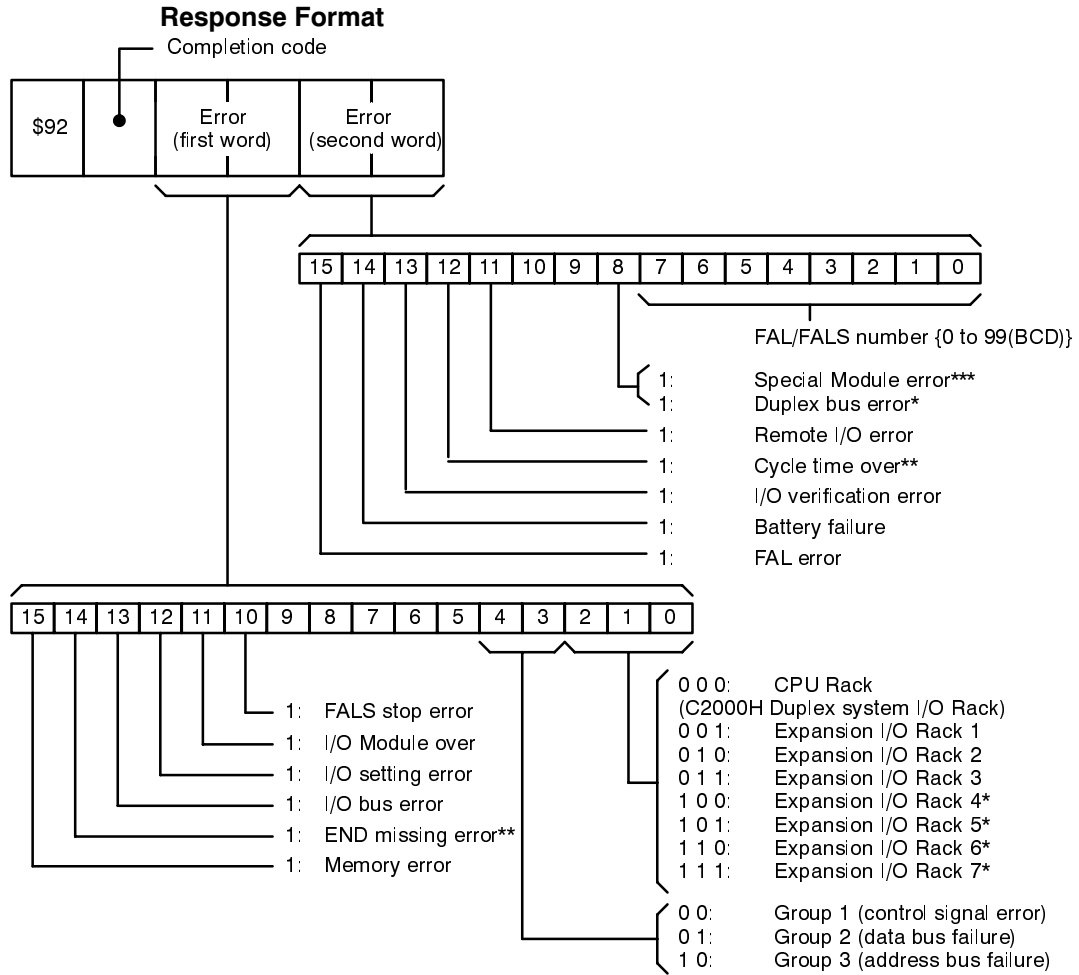 Response Format
Completion code
$92
Error
(first word)
Error
(second word)
15 14 13 12 11 10 9 8 7 6 5 4 3 2 1 0
FAL/FALS number {0 to 99(BCD)}
1: Special Module error***
1: Duplex bus error*
1: Remote I/O error
1: Cycle time over**
1: I/O verification error
1: Battery failure
1: FAL error
15 14 13 12 11 10 9 8 7 6 5 4 3 2 1 0
1: FALS stop error
1: I/O Module over
1: I/O setting error
1: I/O bus error
1: END missing error**
1: Memory error
0 0 0: CPU Rack
(C2000H Duplex system I/O Rack)
0 0 1: Expansion I/O Rack 1
0 1 0: Expansion I/O Rack 2
0 1 1: Expansion I/O Rack 3
1 0 0: Expansion I/O Rack 4*
1 0 1: Expansion I/O Rack 5*
1 1 0: Expansion I/O Rack 6*
1 1 1: Expansion I/O Rack 7*
0 0: Group 1 (control signal error)
0 1: Group 2 (data bus failure)
1 0: Group 3 (address bus failure)